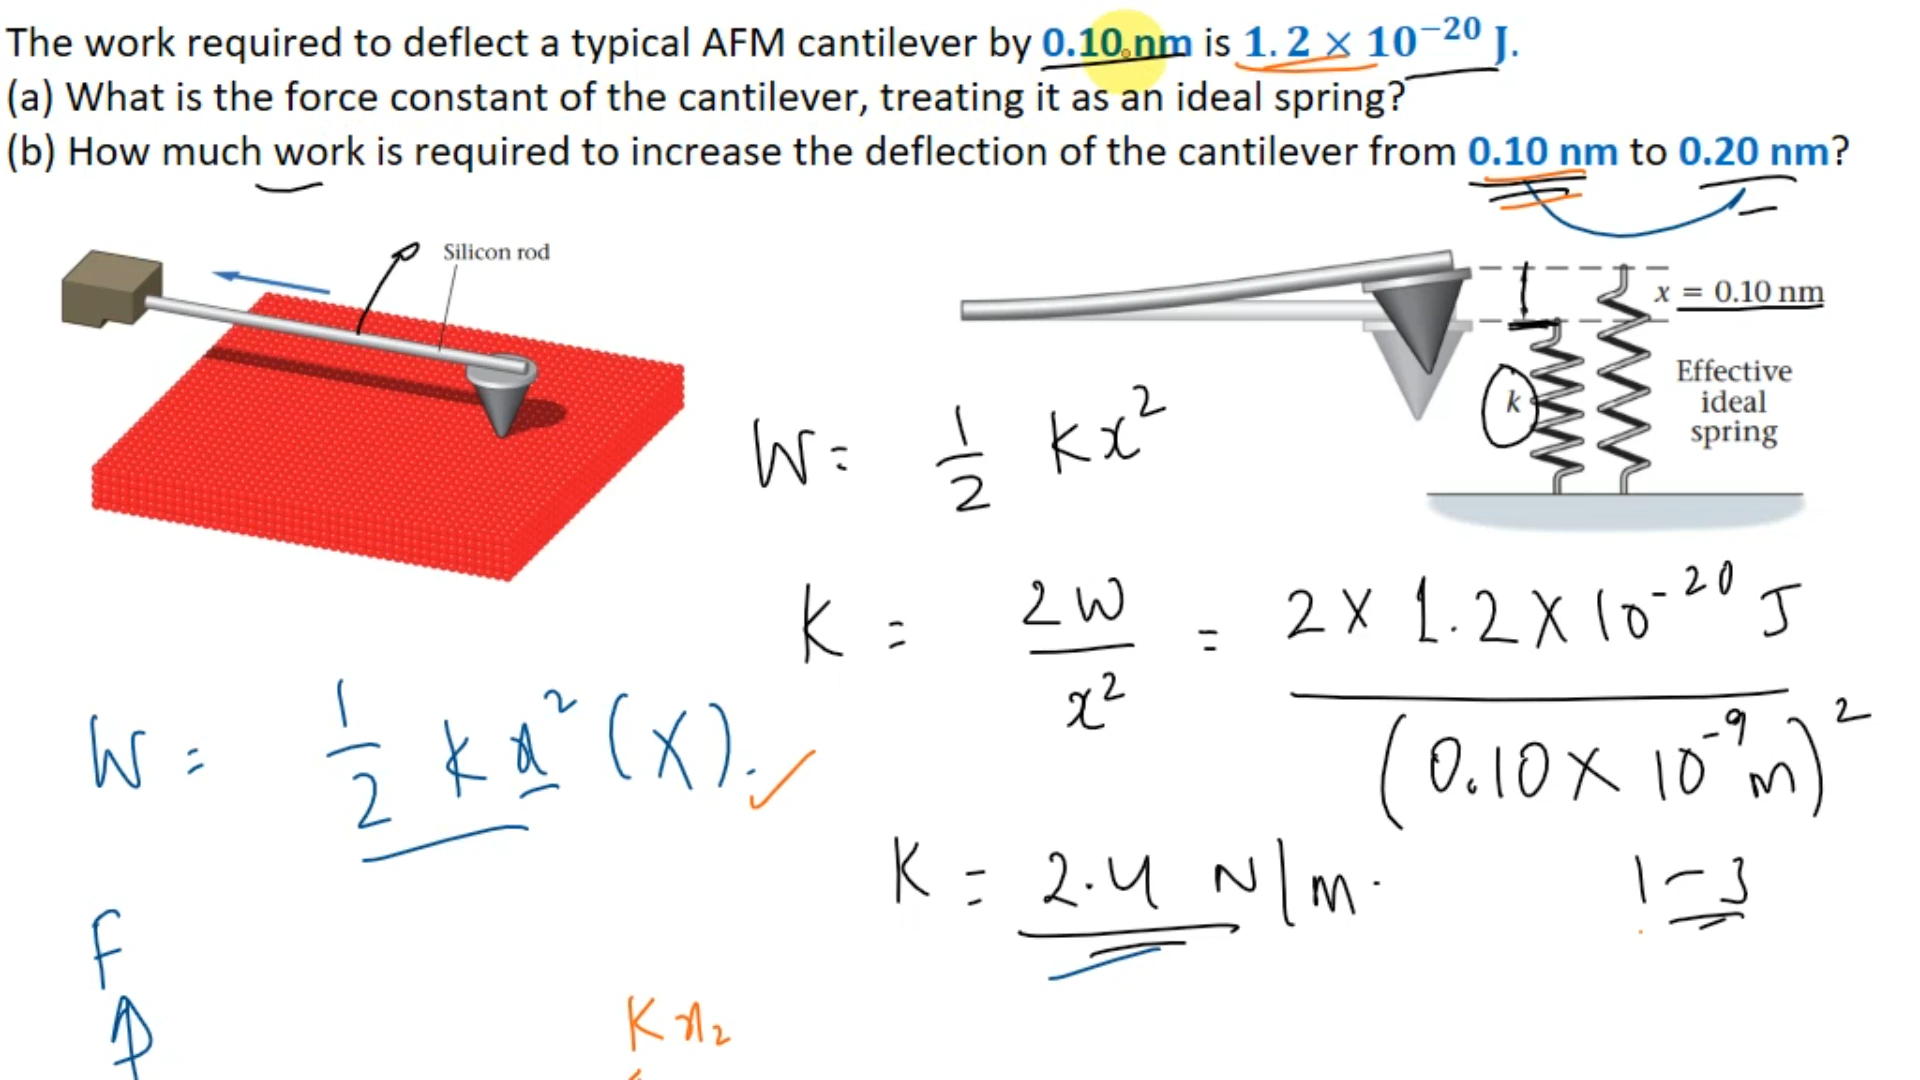 The work required to deflect a typical AFM cantilever by 0.10 nm is 1.2 × 10⁻²⁰ J.
(a) What is the force constant of the cantilever, treating it as an ideal spring?
(b) How much work is required to increase the deflection of the cantilever from 0.10 nm to 0.20 nm?
Silicon rod
x = 0.10 nm
k
Effective
ideal
spring
W = 1/2 Kx²
K = 2W/x² = 2 × 1.2 × 10⁻²⁰ J / (0.10 × 10⁻⁹ m)²
W = 1/2 k x² (X).
K = 2.4 N/m.
1-3
F
Kx₂